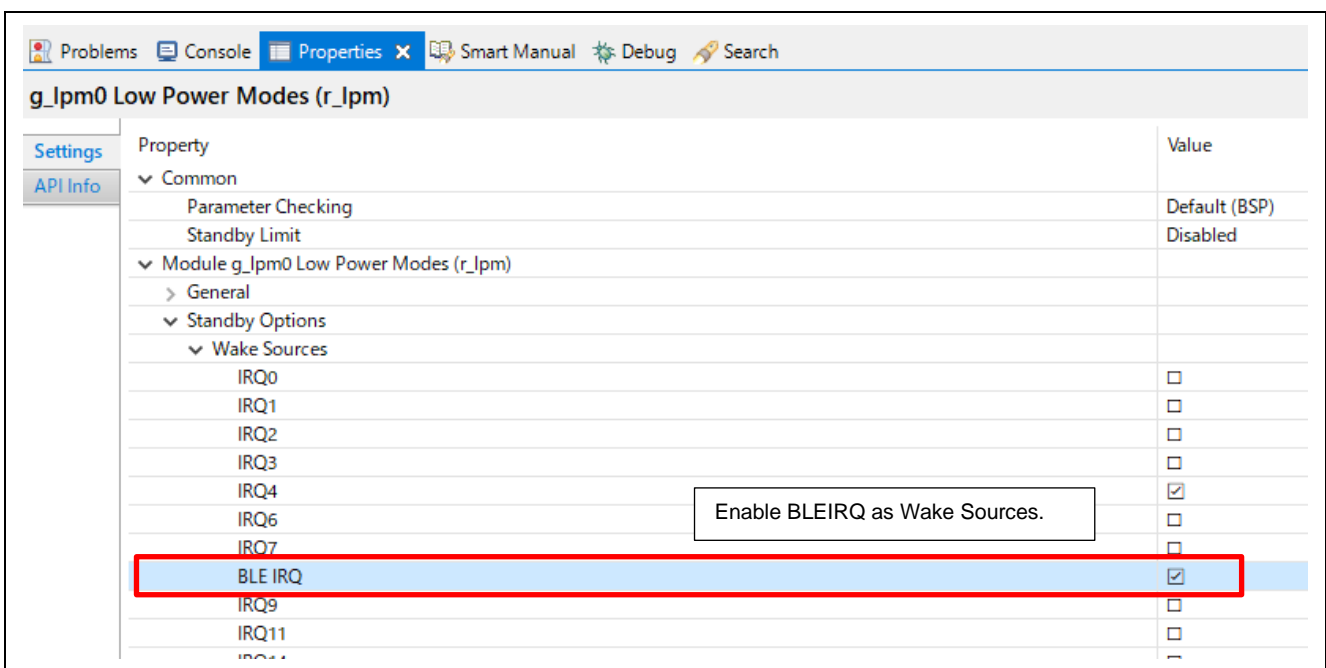 Problems Console Properties Smart Manual Debug Search
g_lpm0 Low Power Modes (r_lpm)
Settings
API Info
Property Value
Common
Parameter Checking Default (BSP)
Standby Limit Disabled
Module g_lpm0 Low Power Modes (r_lpm)
General
Standby Options
Wake Sources
IRQ0
IRQ1
IRQ2
IRQ3
IRQ4
Enable BLEIRQ as Wake Sources.
IRQ6
IRQ7
BLE IRQ
IRQ9
IRQ11